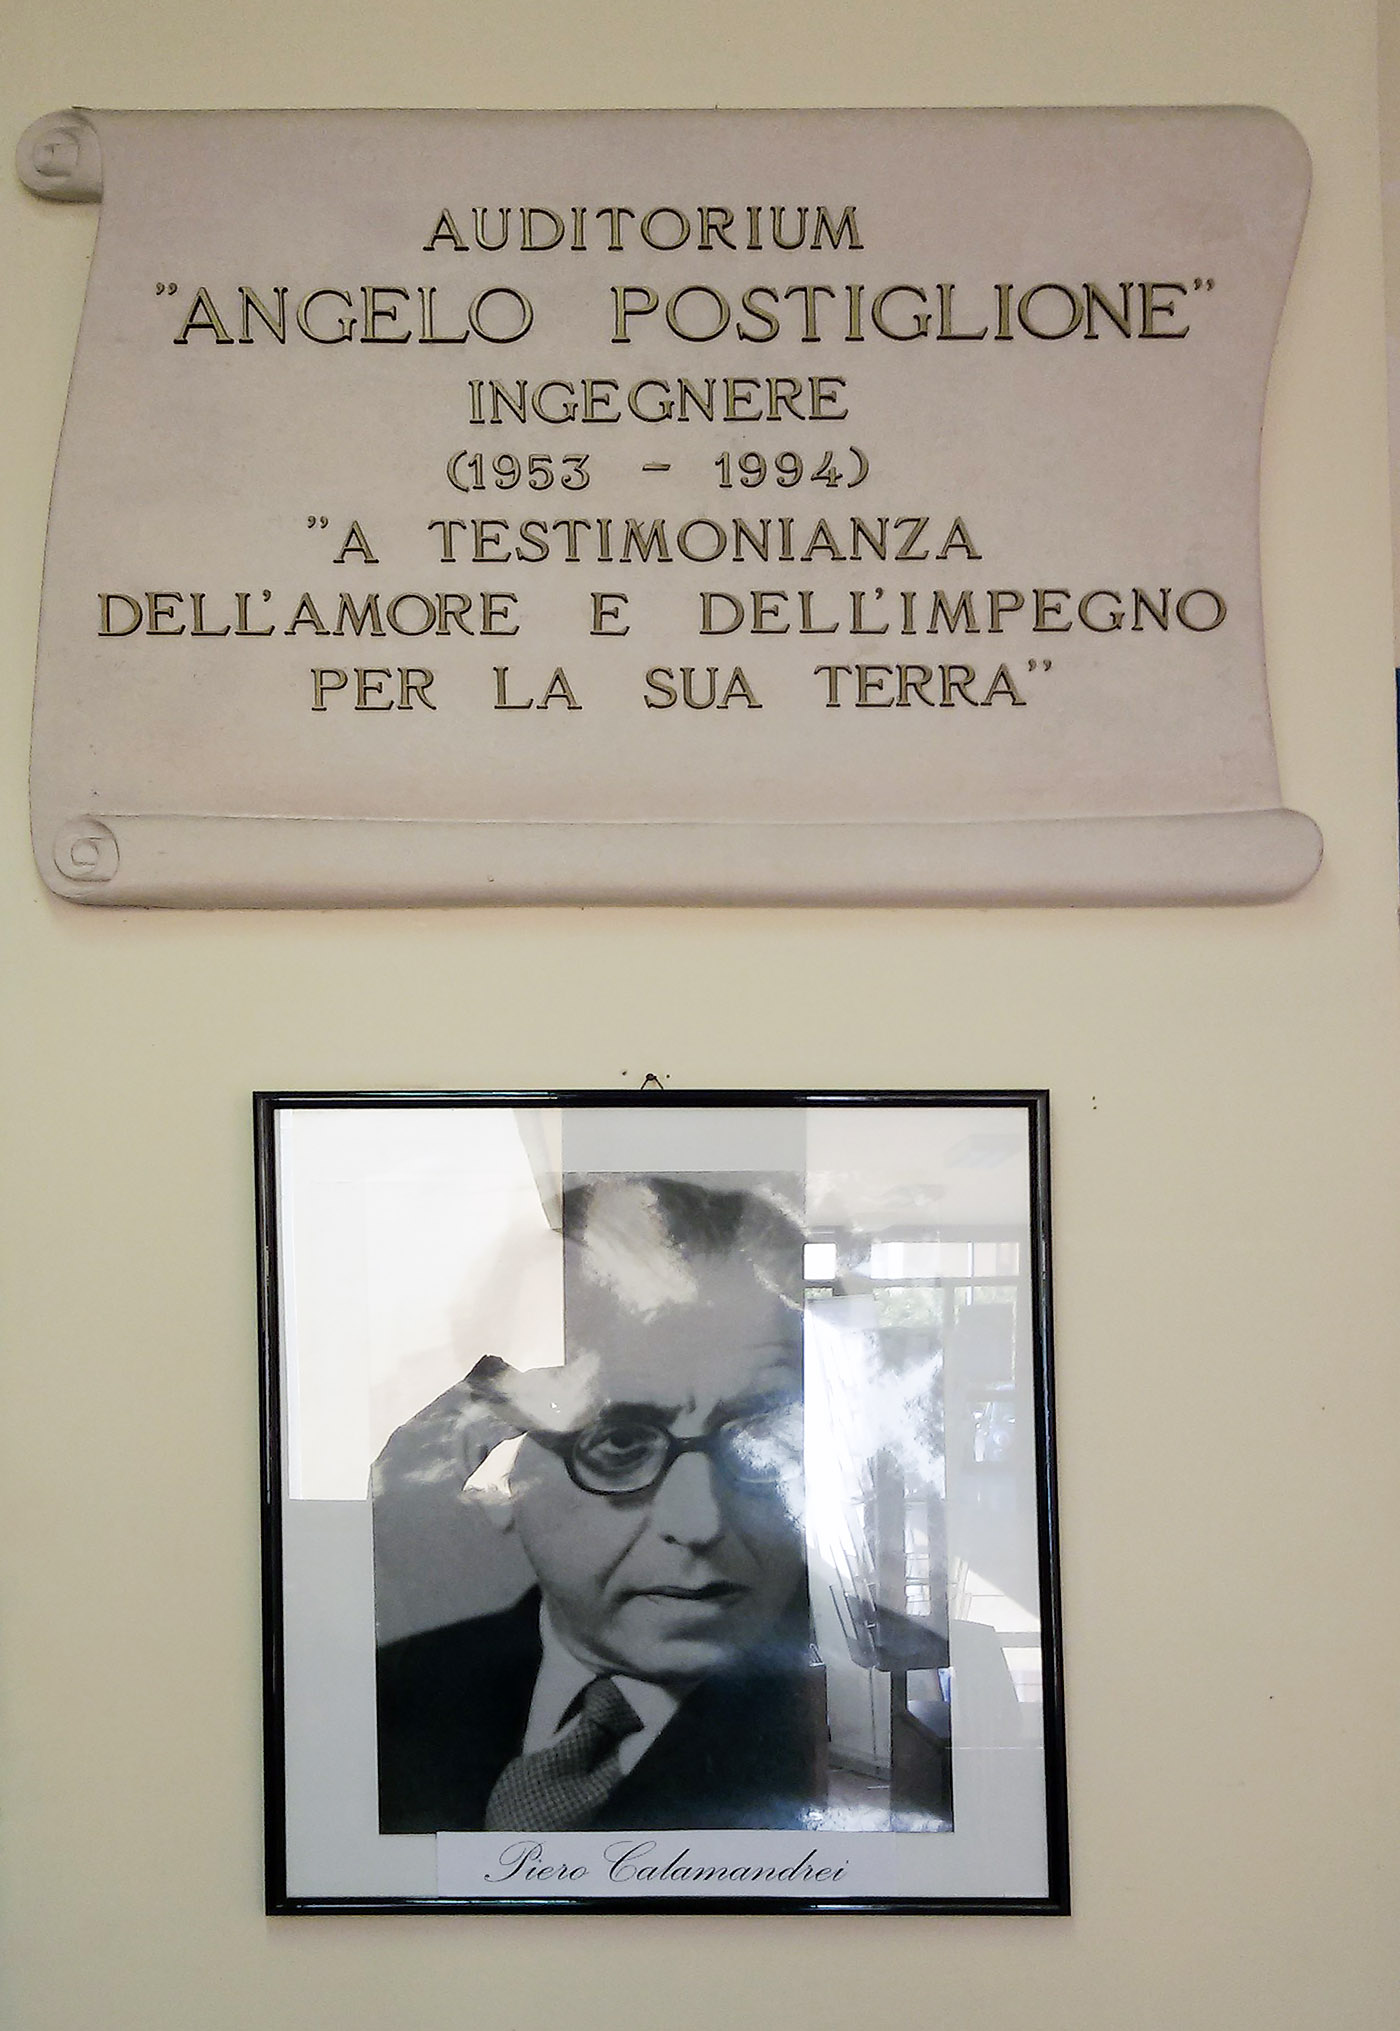 AUDITORIUM
"ANGELO POSTIGLIONE"
INGEGNERE
(1953 - 1994)
"A TESTIMONIANZA
DELL'AMORE E DELL'IMPEGNO
PER LA SUA TERRA"
Piero Calamandrei